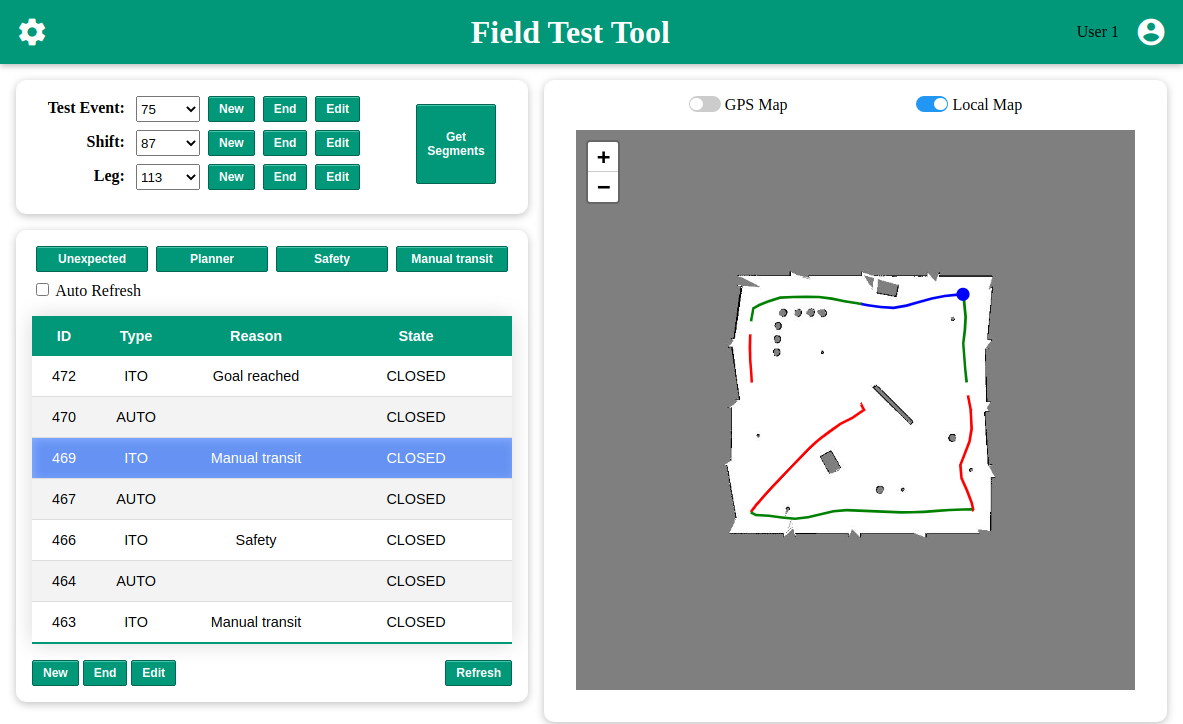 Field Test Tool
User 1
Test Event: 75 New End Edit
Shift: 87 New End Edit
Leg: 113 New End Edit
Get
Segments
Unexpected Planner Safety Manual transit
Auto Refresh
ID Type Reason State
472 ITO Goal reached CLOSED
470 AUTO CLOSED
469 ITO Manual transit CLOSED
467 AUTO CLOSED
466 ITO Safety CLOSED
464 AUTO CLOSED
463 ITO Manual transit CLOSED
New End Edit Refresh
GPS Map Local Map
+
−